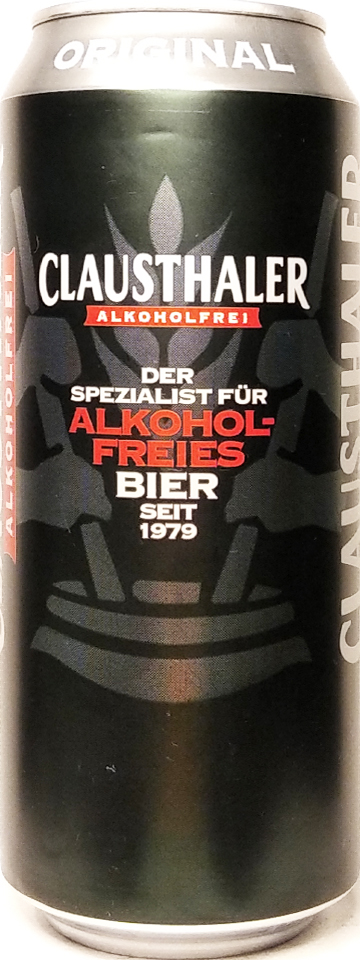 ORIGINAL
CLAUSTHALER
ALKOHOLFREI
DER
SPEZIALIST FÜR
ALKOHOL-
FREIES
BIER
SEIT
1979
ALKOHOLFREI
CLAUSTHALER